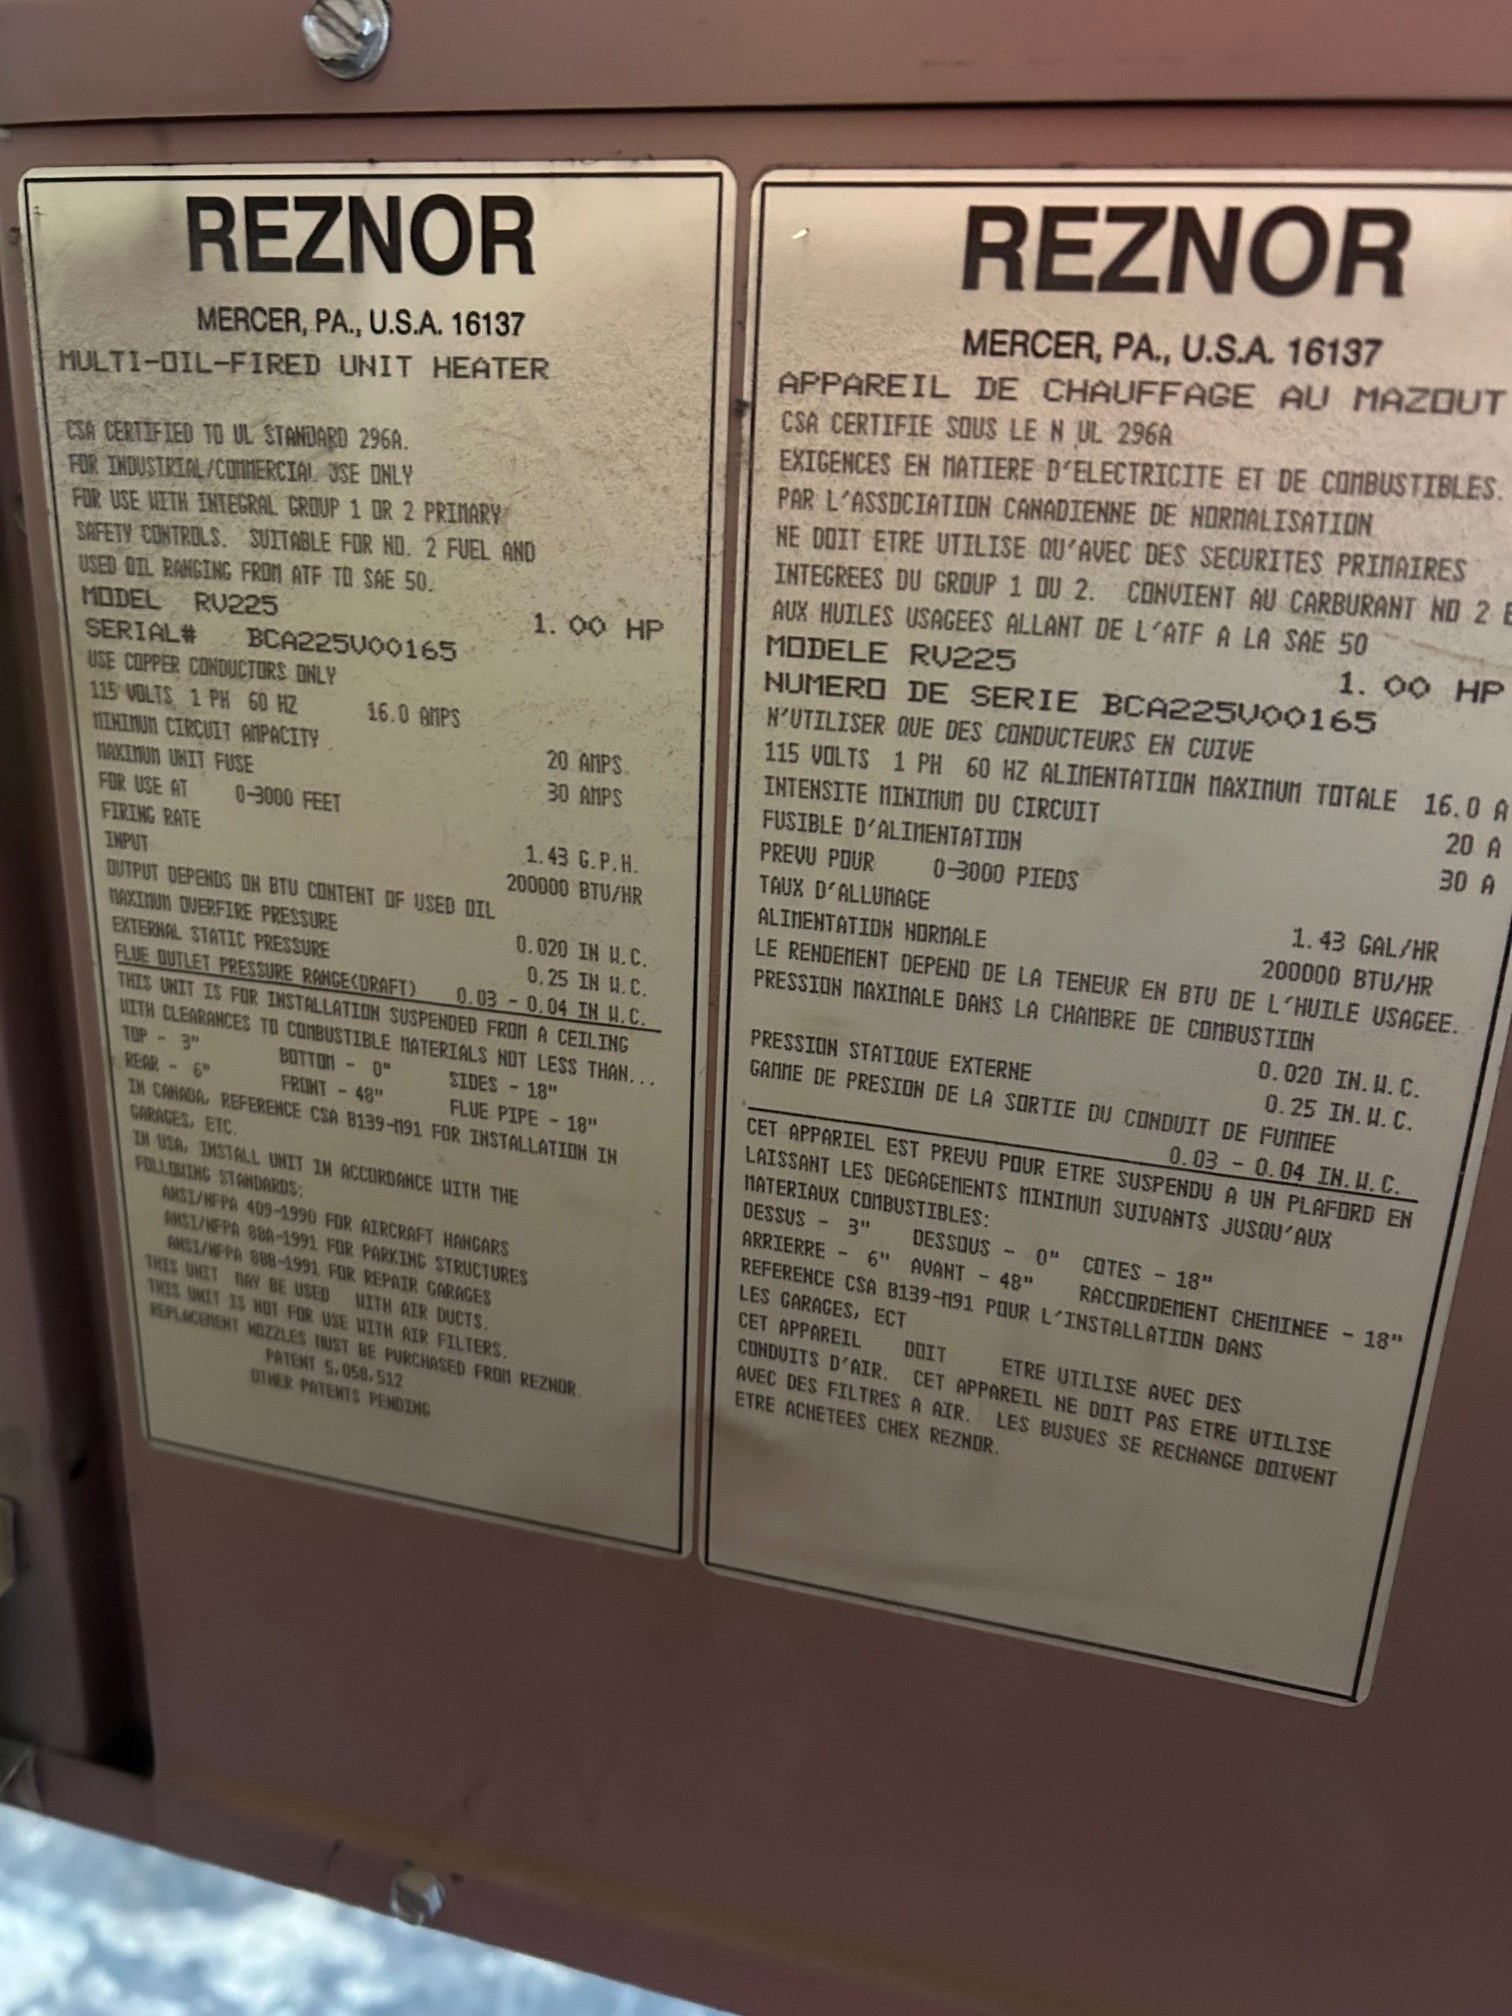 REZNOR
MERCER, PA., U.S.A. 16137
MULTI-OIL-FIRED UNIT HEATER
CSA CERTIFIED TO UL STANDARD 296A.
FOR INDUSTRIAL/COMMERCIAL USE ONLY
FOR USE WITH INTEGRAL GROUP 1 OR 2 PRIMARY
SAFETY CONTROLS. SUITABLE FOR NO. 2 FUEL AND
USED OIL RANGING FROM ATF TO SAE 50.
MODEL RV225 1.00 HP
SERIAL# BCA225V00165
USE COPPER CONDUCTORS ONLY
115 VOLTS 1 PH 60 HZ 16.0 AMPS
MINIMUM CIRCUIT AMPACITY 20 AMPS
MAXIMUM UNIT FUSE 30 AMPS
FOR USE AT 0-3000 FEET
FIRING RATE 1.43 G.P.H.
INPUT 200000 BTU/HR
OUTPUT DEPENDS ON BTU CONTENT OF USED OIL
MAXIMUM OVERFIRE PRESSURE 0.020 IN W.C.
EXTERNAL STATIC PRESSURE 0.25 IN W.C.
FLUE OUTLET PRESSURE RANGE(DRAFT) 0.03 - 0.04 IN W.C.
THIS UNIT IS FOR INSTALLATION SUSPENDED FROM A CEILING
WITH CLEARANCES TO COMBUSTIBLE MATERIALS NOT LESS THAN...
TOP - 3" BOTTOM - 0" SIDES - 18"
REAR - 6" FRONT - 48" FLUE PIPE - 18"
IN CANADA, REFERENCE CSA B139-M91 FOR INSTALLATION IN
GARAGES, ETC.
IN USA, INSTALL UNIT IN ACCORDANCE WITH THE
FOLLOWING STANDARDS:
ANSI/NFPA 409-1990 FOR AIRCRAFT HANGARS
ANSI/NFPA 88A-1991 FOR PARKING STRUCTURES
ANSI/NFPA 88B-1991 FOR REPAIR GARAGES
THIS UNIT MAY BE USED WITH AIR DUCTS.
THIS UNIT IS NOT FOR USE WITH AIR FILTERS.
REPLACEMENT NOZZLES MUST BE PURCHASED FROM REZNOR.
PATENT 5,058,512
OTHER PATENTS PENDING
REZNOR
MERCER, PA., U.S.A. 16137
APPAREIL DE CHAUFFAGE AU MAZOUT
CSA CERTIFIE SOUS LE N UL 296A
EXIGENCES EN MATIERE D'ELECTRICITE ET DE COMBUSTIBLES.
PAR L'ASSOCIATION CANADIENNE DE NORMALISATION
NE DOIT ETRE UTILISE QU'AVEC DES SECURITES PRIMAIRES
INTEGREES DU GROUP 1 OU 2. CONVIENT AU CARBURANT NO 2 E
AUX HUILES USAGEES ALLANT DE L'ATF A LA SAE 50
MODELE RV225 1.00 HP
NUMERO DE SERIE BCA225V00165
N'UTILISER QUE DES CONDUCTEURS EN CUIVE
115 VOLTS 1 PH 60 HZ ALIMENTATION MAXIMUM TOTALE 16.0 A
INTENSITE MINIMUM DU CIRCUIT 20 A
FUSIBLE D'ALIMENTATION 30 A
PREVU POUR 0-3000 PIEDS
TAUX D'ALLUMAGE 1.43 GAL/HR
ALIMENTATION NORMALE 200000 BTU/HR
LE RENDEMENT DEPEND DE LA TENEUR EN BTU DE L'HUILE USAGEE.
PRESSION MAXIMALE DANS LA CHAMBRE DE COMBUSTION
0.020 IN.W.C.
PRESSION STATIQUE EXTERNE 0.25 IN.W.C.
GAMME DE PRESION DE LA SORTIE DU CONDUIT DE FUMMEE
0.03 - 0.04 IN.W.C.
CET APPARIEL EST PREVU POUR ETRE SUSPENDU A UN PLAFORD EN
LAISSANT LES DEGAGEMENTS MINIMUM SUIVANTS JUSQU'AUX
MATERIAUX COMBUSTIBLES:
DESSUS - 3" DESSOUS - 0" COTES - 18"
ARRIERRE - 6" AVANT - 48" RACCORDEMENT CHEMINEE - 18"
REFERENCE CSA B139-M91 POUR L'INSTALLATION DANS
LES GARAGES, ECT
CET APPAREIL DOIT ETRE UTILISE AVEC DES
CONDUITS D'AIR. CET APPAREIL NE DOIT PAS ETRE UTILISE
AVEC DES FILTRES A AIR. LES BUSUES SE RECHANGE DOIVENT
ETRE ACHETEES CHEX REZNOR.